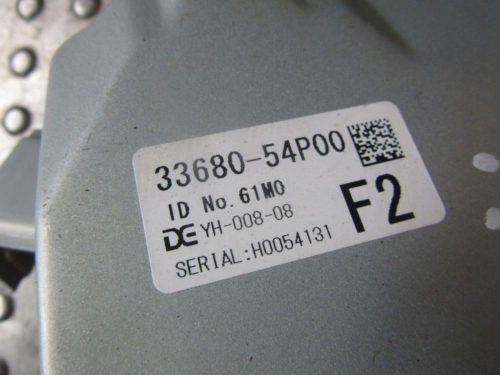 33680-54P00
ID No. 61M0
DE YH-008-08
F2
SERIAL:H0054131